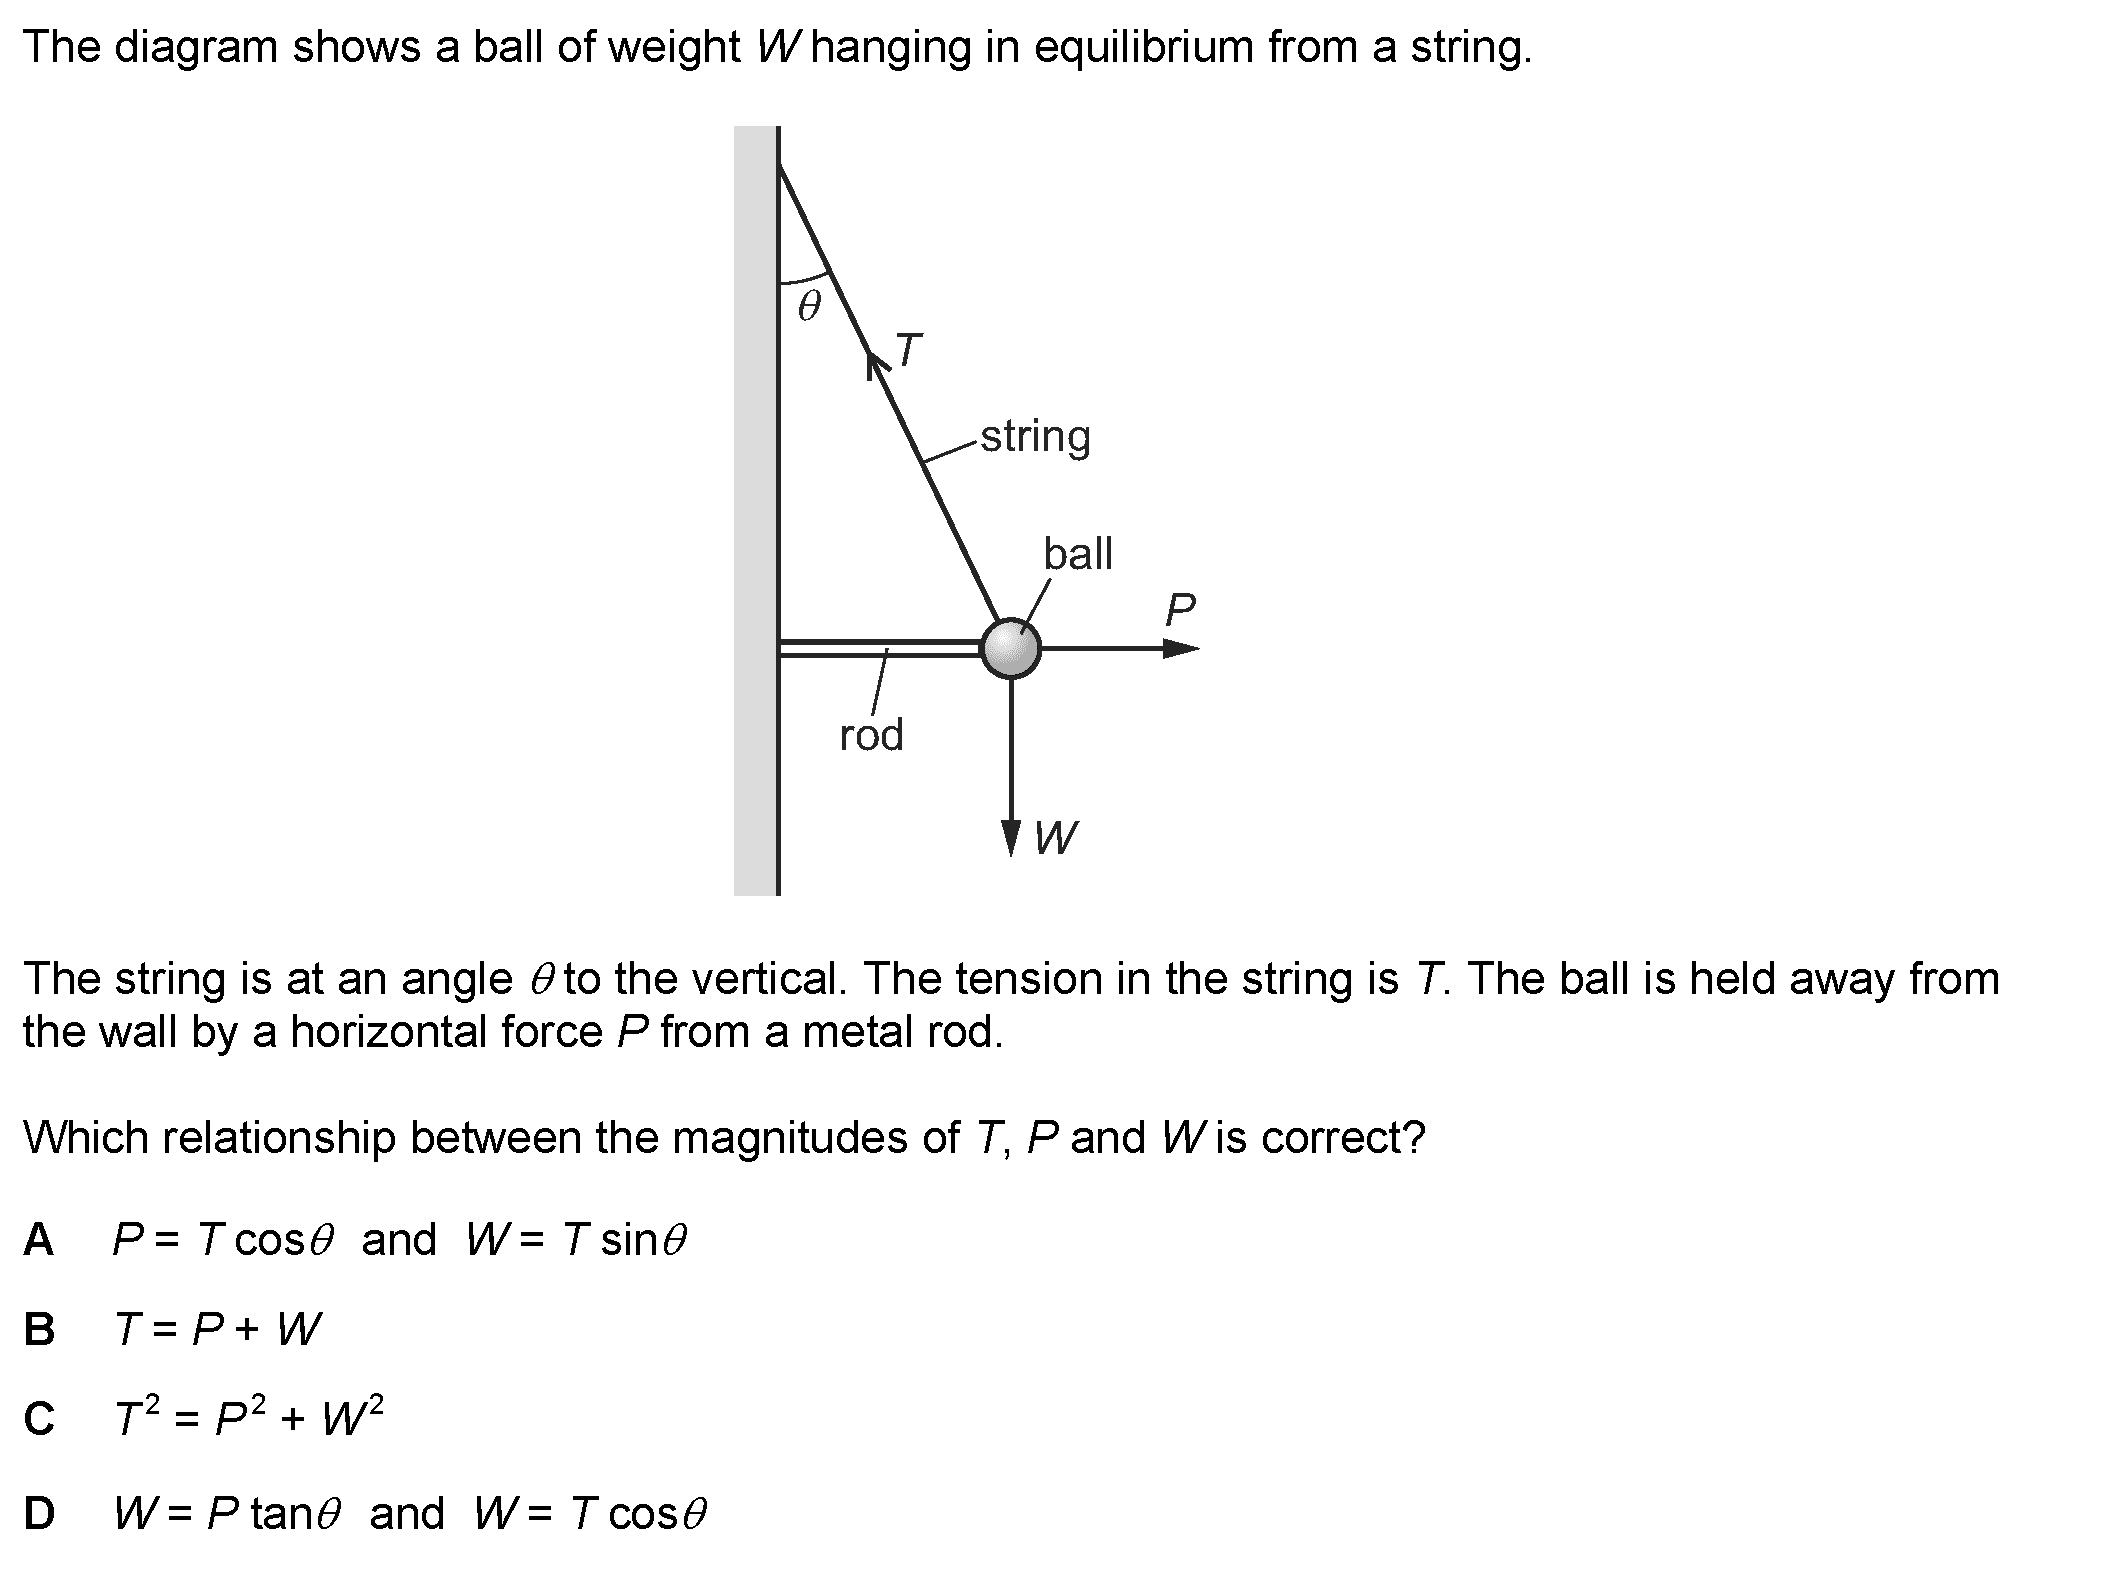 The diagram shows a ball of weight W hanging in equilibrium from a string.
θ
T
string
ball
P
rod
W
The string is at an angle θ to the vertical. The tension in the string is T. The ball is held away from
the wall by a horizontal force P from a metal rod.
Which relationship between the magnitudes of T, P and W is correct?
A P = T cosθ and W = T sinθ
B T = P + W
C T² = P² + W²
D W = P tanθ and W = T cosθ